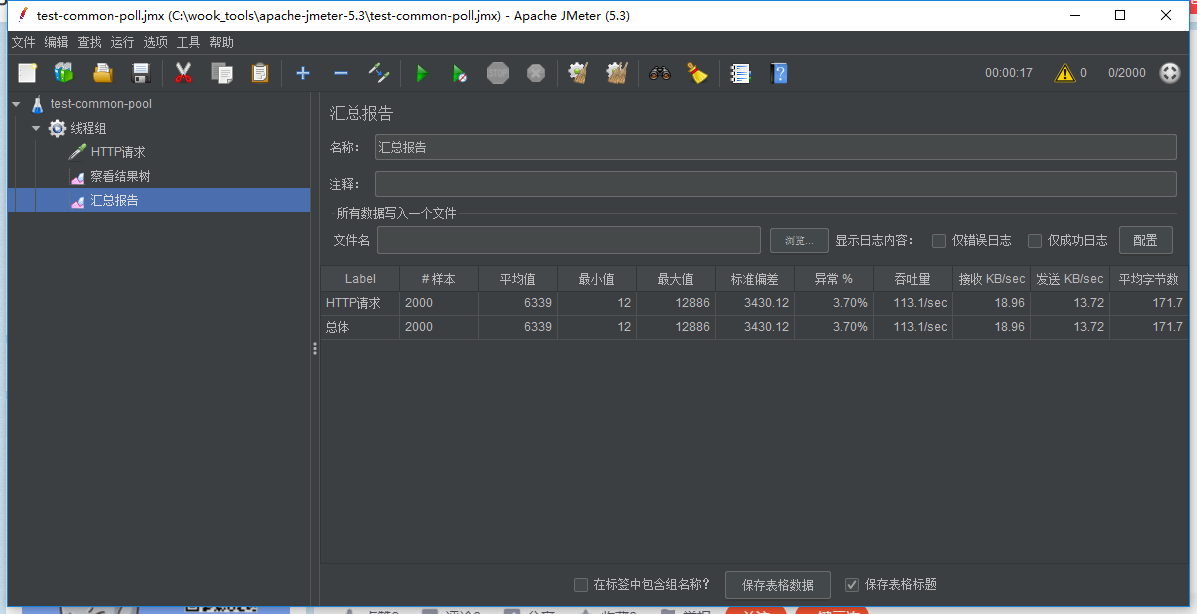 test-common-poll.jmx (C:\wook_tools\apache-jmeter-5.3\test-common-poll.jmx) - Apache JMeter (5.3)
文件 编辑 查找 运行 选项 工具 帮助
STOP 00:00:17 0 0/2000
test-common-pool
线程组
HTTP请求
察看结果树
汇总报告
汇总报告
名称： 汇总报告
注释：
所有数据写入一个文件
文件名 浏览... 显示日志内容： 仅错误日志 仅成功日志 配置
Label # 样本 平均值 最小值 最大值 标准偏差 异常 % 吞吐量 接收 KB/sec 发送 KB/sec 平均字节数
HTTP请求 2000 6339 12 12886 3430.12 3.70% 113.1/sec 18.96 13.72 171.7
总体 2000 6339 12 12886 3430.12 3.70% 113.1/sec 18.96 13.72 171.7
在标签中包含组名称? 保存表格数据 保存表格标题